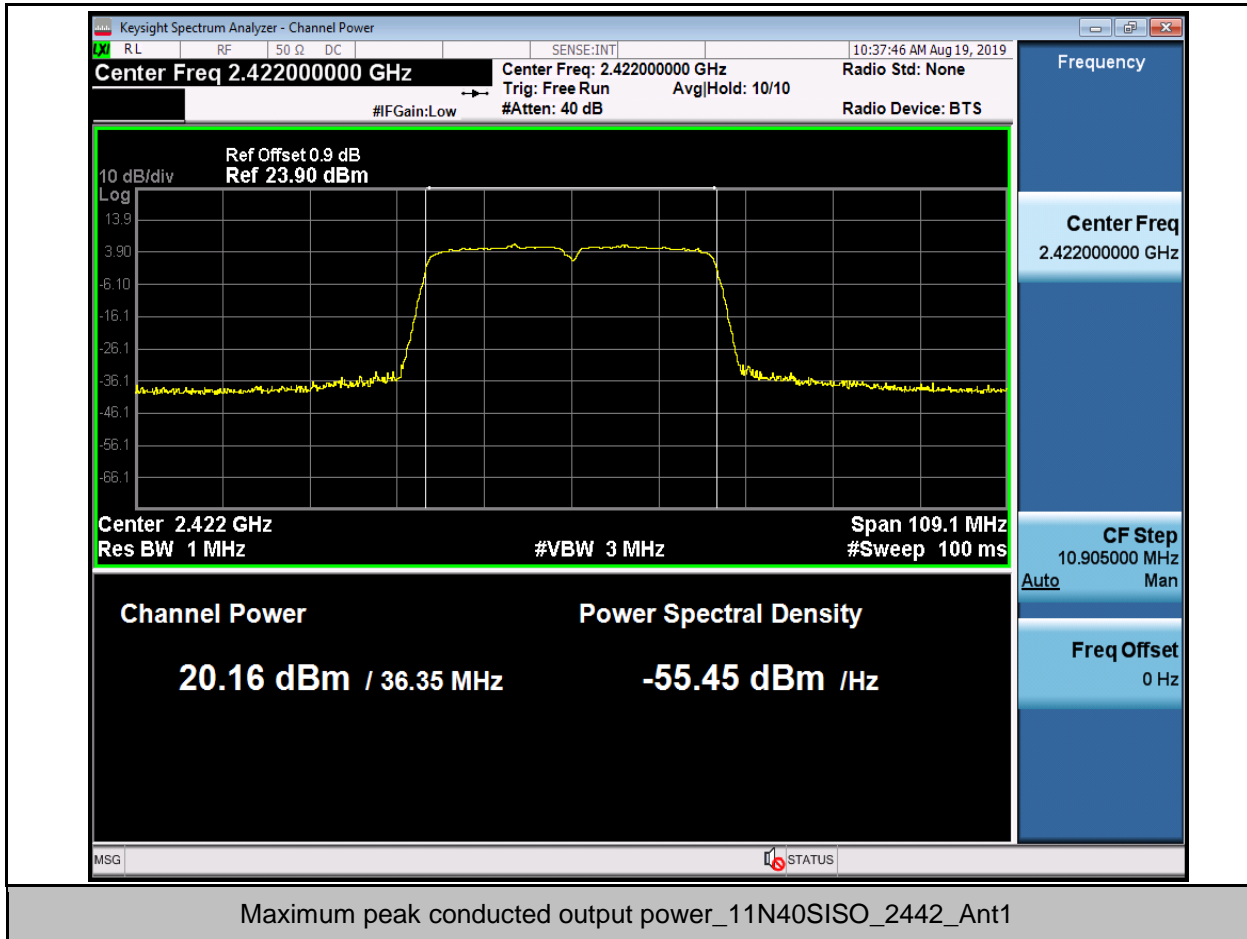 Keysight Spectrum Analyzer - Channel Power
LXI RL RF 50 Ω DC SENSE:INT 10:37:46 AM Aug 19, 2019
Center Freq 2.422000000 GHz
#IFGain:Low
Center Freq: 2.422000000 GHz
Trig: Free Run Avg|Hold: 10/10
#Atten: 40 dB
Radio Std: None
Radio Device: BTS
Ref Offset 0.9 dB
10 dB/div Ref 23.90 dBm
Log
13.9
3.90
-6.10
-16.1
-26.1
-36.1
-46.1
-56.1
-66.1
Center 2.422 GHz Span 109.1 MHz
Res BW 1 MHz #VBW 3 MHz #Sweep 100 ms
Channel Power Power Spectral Density
20.16 dBm / 36.35 MHz -55.45 dBm /Hz
Frequency
Center Freq
2.422000000 GHz
CF Step
10.905000 MHz
Auto Man
Freq Offset
0 Hz
MSG STATUS
Maximum peak conducted output power_11N40SISO_2442_Ant1